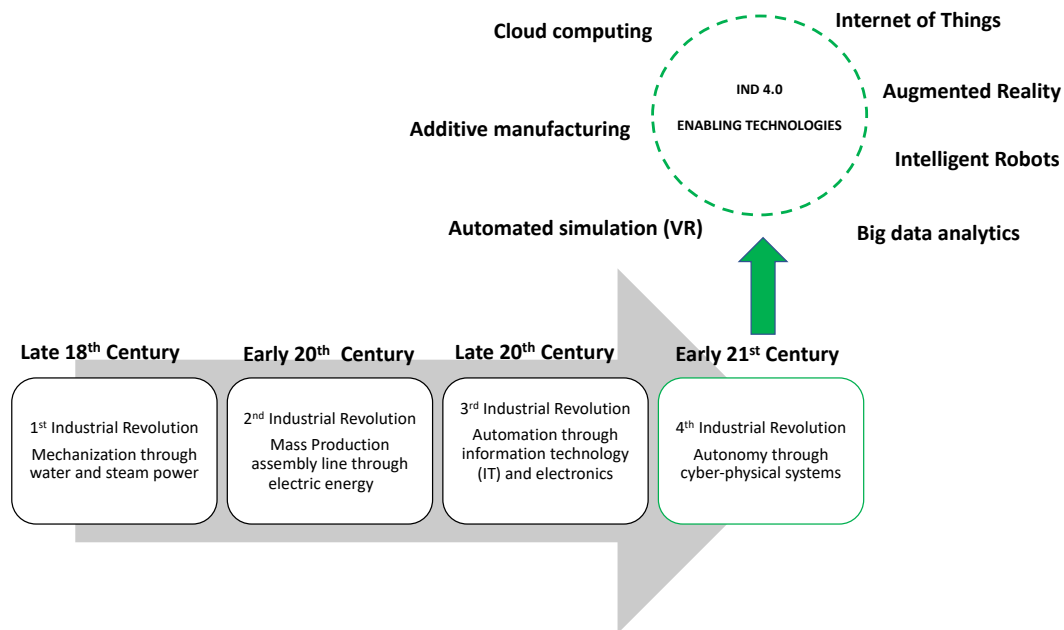 Cloud computing
Internet of Things
IND 4.0
ENABLING TECHNOLOGIES
Augmented Reality
Additive manufacturing
Intelligent Robots
Automated simulation (VR)
Big data analytics
Late 18th Century
Early 20th Century
Late 20th Century
Early 21st Century
1st Industrial Revolution
Mechanization through
water and steam power
2nd Industrial Revolution
Mass Production
assembly line through
electric energy
3rd Industrial Revolution
Automation through
information technology
(IT) and electronics
4th Industrial Revolution
Autonomy through
cyber-physical systems